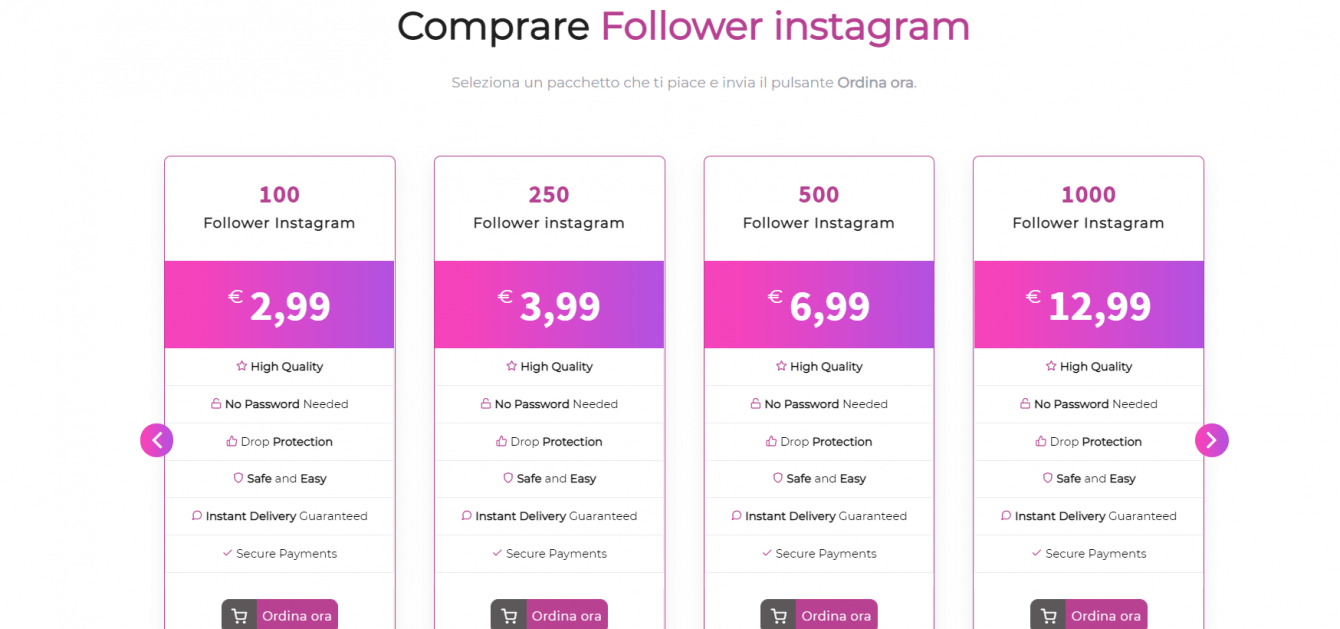 Comprare Follower instagram
Seleziona un pacchetto che ti piace e invia il pulsante Ordina ora.
100
Follower Instagram
€ 2,99
High Quality
No Password Needed
Drop Protection
Safe and Easy
Instant Delivery Guaranteed
Secure Payments
Ordina ora
250
Follower instagram
€ 3,99
High Quality
No Password Needed
Drop Protection
Safe and Easy
Instant Delivery Guaranteed
Secure Payments
Ordina ora
500
Follower Instagram
€ 6,99
High Quality
No Password Needed
Drop Protection
Safe and Easy
Instant Delivery Guaranteed
Secure Payments
Ordina ora
1000
Follower Instagram
€ 12,99
High Quality
No Password Needed
Drop Protection
Safe and Easy
Instant Delivery Guaranteed
Secure Payments
Ordina ora